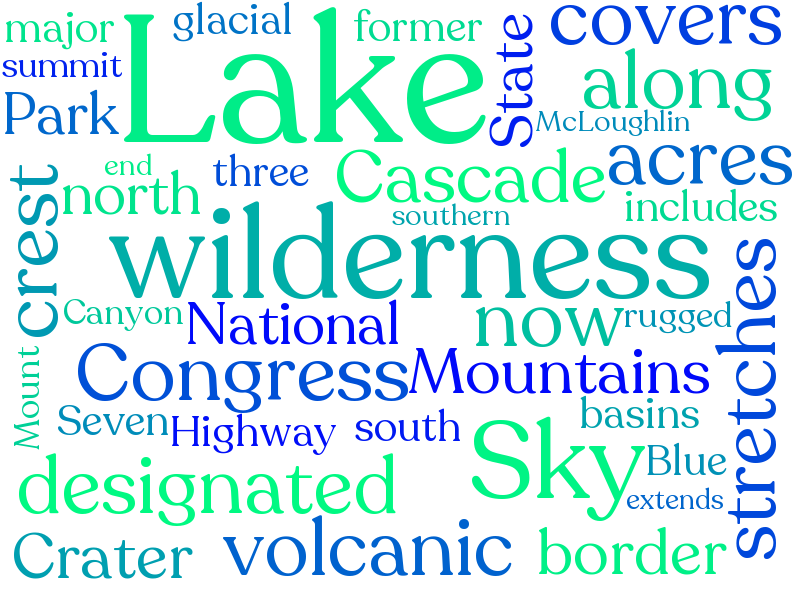 major
glacial
former
covers
Lake
State
summit
along
Park
McLoughlin
end
three
Cascade
acres
crest
north
southern
includes
wilderness
stretches
Canyon
National
now
rugged
Mount
Congress
Mountains
Seven
Highway
south
basins
Sky
Blue
designated
extends
Crater
volcanic
border